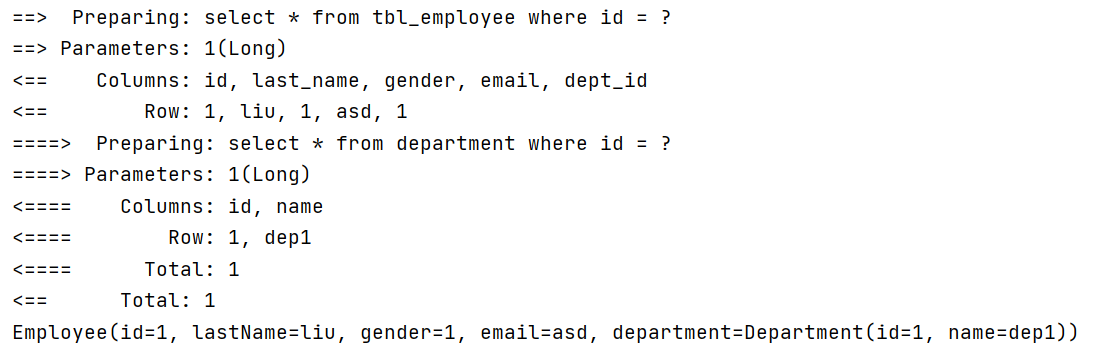 ==>  Preparing: select * from tbl_employee where id = ?
==> Parameters: 1(Long)
<==    Columns: id, last_name, gender, email, dept_id
<==        Row: 1, liu, 1, asd, 1
====>  Preparing: select * from department where id = ?
====> Parameters: 1(Long)
<====    Columns: id, name
<====        Row: 1, dep1
<====      Total: 1
<==      Total: 1
Employee(id=1, lastName=liu, gender=1, email=asd, department=Department(id=1, name=dep1))